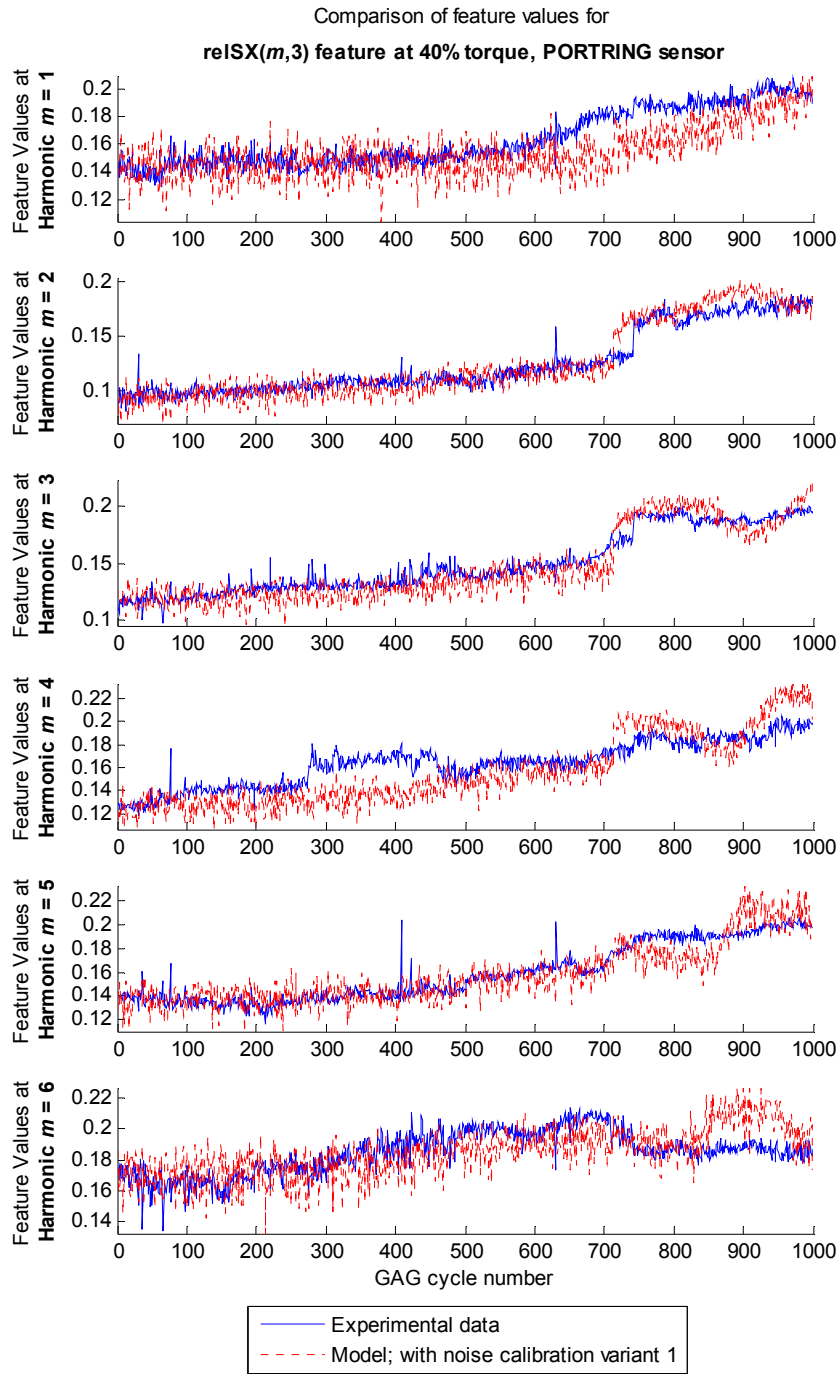 Comparison of feature values for
relSX(m,3) feature at 40% torque, PORTRING sensor
Feature Values at
Harmonic m = 1
0.2
0.18
0.16
0.14
0.12
0 100 200 300 400 500 600 700 800 900 1000
Feature Values at
Harmonic m = 2
0.2
0.15
0.1
0 100 200 300 400 500 600 700 800 900 1000
Feature Values at
Harmonic m = 3
0.2
0.15
0.1
0 100 200 300 400 500 600 700 800 900 1000
Feature Values at
Harmonic m = 4
0.22
0.2
0.18
0.16
0.14
0.12
0 100 200 300 400 500 600 700 800 900 1000
Feature Values at
Harmonic m = 5
0.22
0.2
0.18
0.16
0.14
0.12
0 100 200 300 400 500 600 700 800 900 1000
Feature Values at
Harmonic m = 6
0.22
0.2
0.18
0.16
0.14
0 100 200 300 400 500 600 700 800 900 1000
GAG cycle number
Experimental data
Model; with noise calibration variant 1